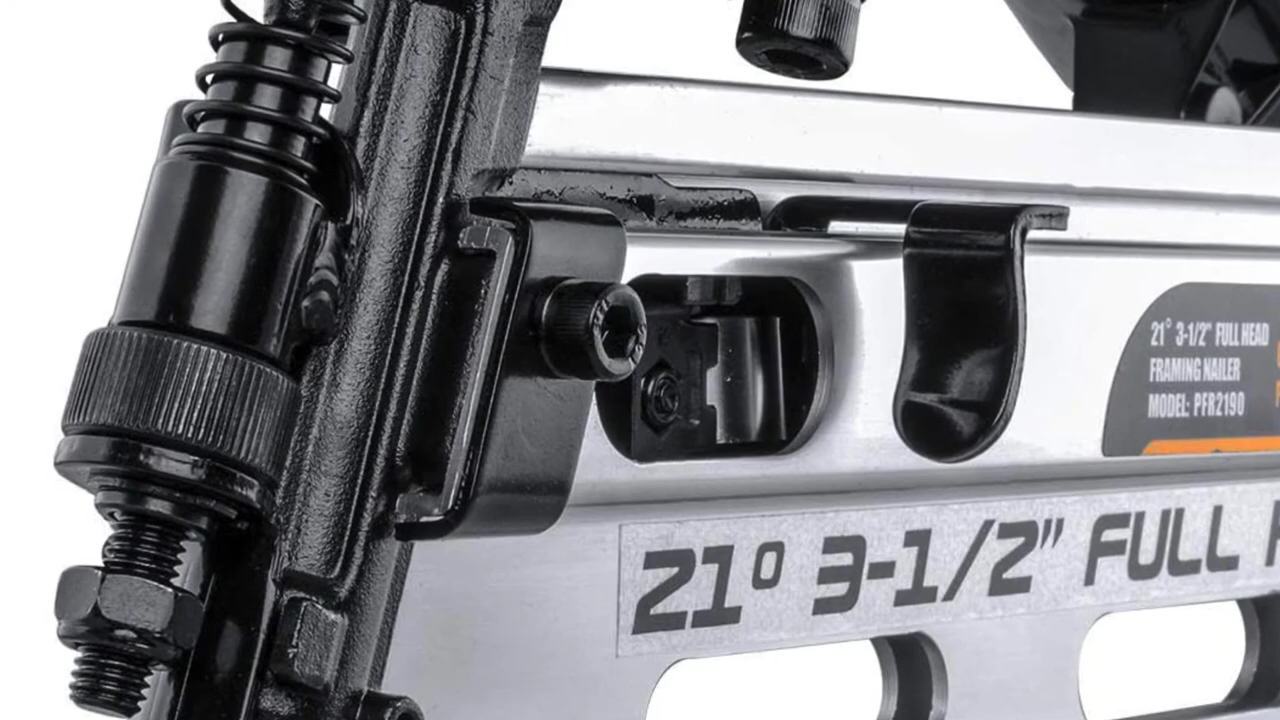 21° 3-1/2" FULL HEAD
FRAMING NAILER
MODEL: PFR2190
21° 3-1/2" FULL